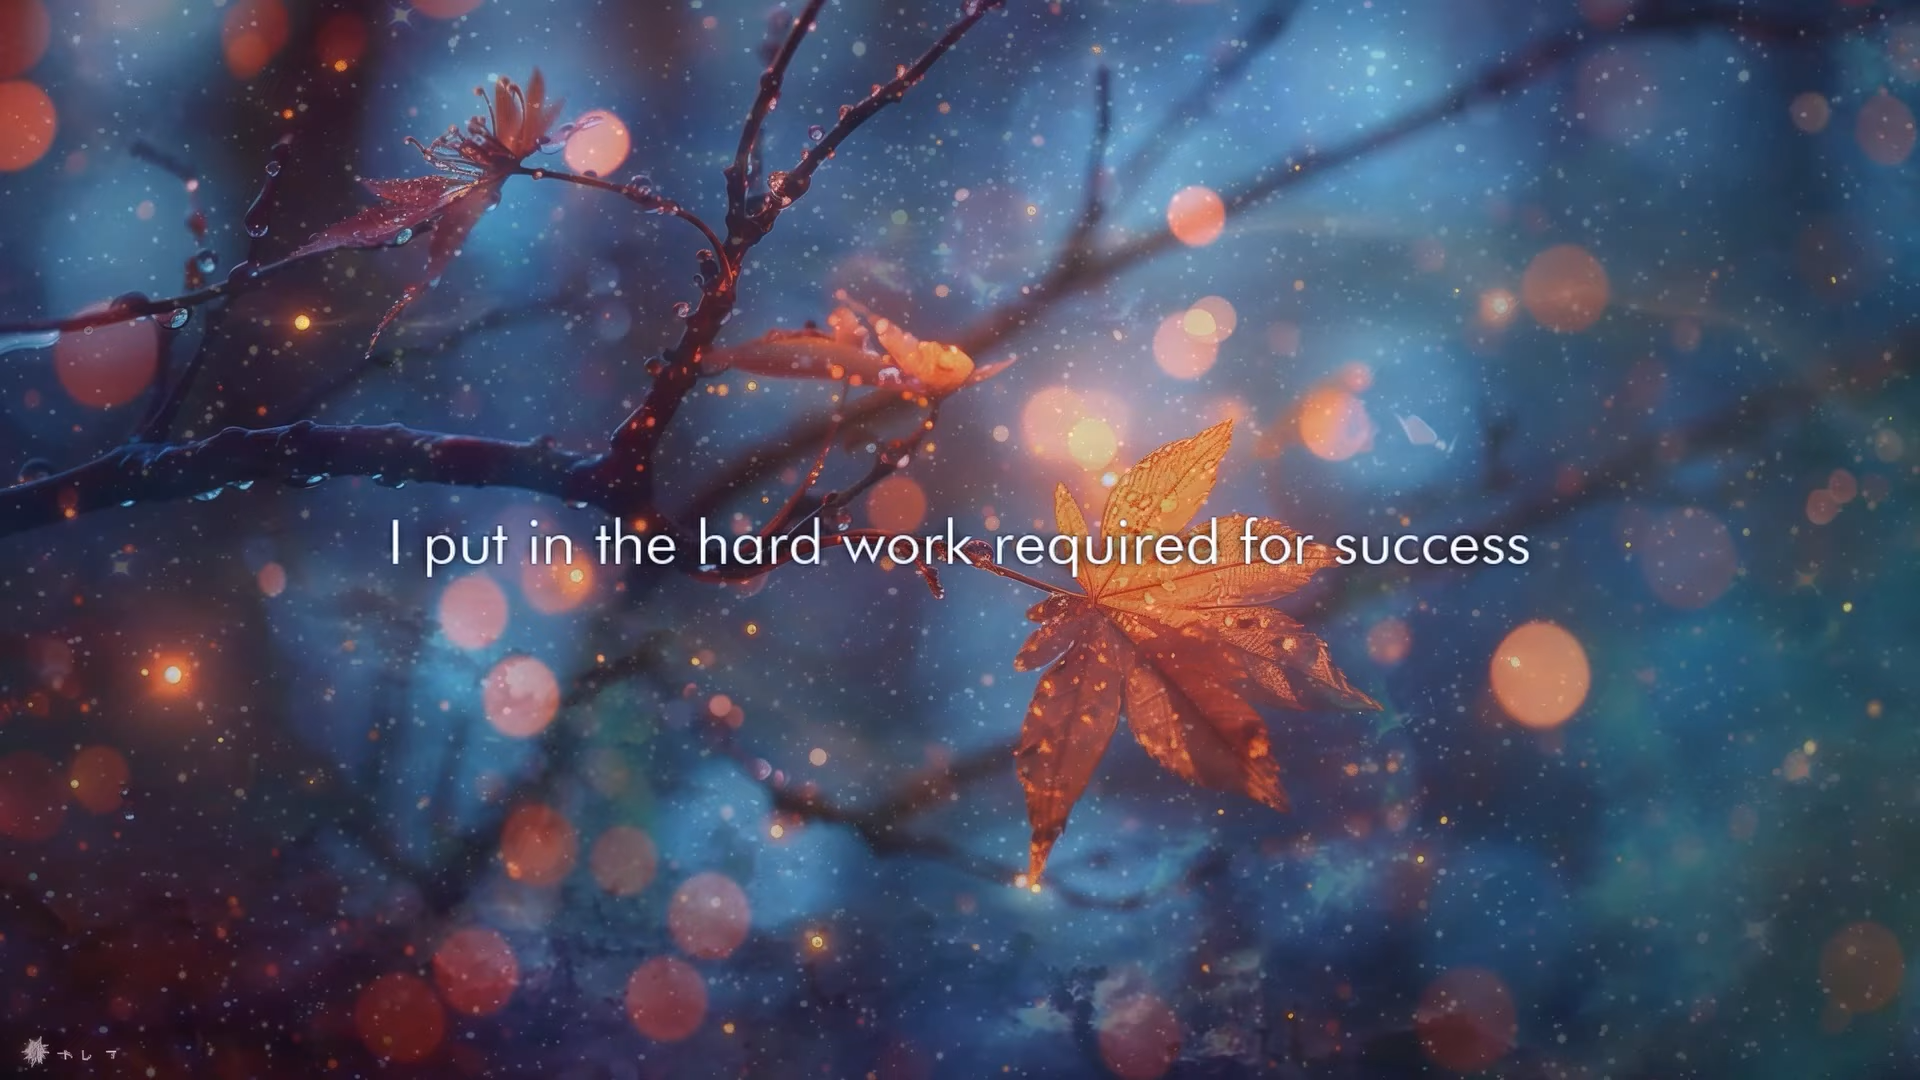 I put in the hard work required for success